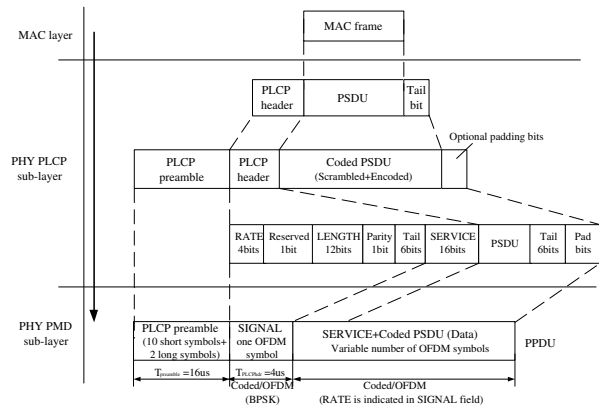 MAC layer
MAC frame
PLCP
header
PSDU
Tail
bit
Optional padding bits
PHY PLCP
sub-layer
PLCP
preamble
PLCP
header
Coded PSDU
(Scrambled+Encoded)
RATE
4bits
Reserved
1bit
LENGTH
12bits
Parity
1bit
Tail
6bits
SERVICE
16bits
PSDU
Tail
6bits
Pad
bits
PHY PMD
sub-layer
PLCP preamble
(10 short symbols+
2 long symbols)
SIGNAL
one OFDM
symbol
SERVICE+Coded PSDU (Data)
Variable number of OFDM symbols
PPDU
Tpreamble =16us
TPLCPhdr =4us
Coded/OFDM
(BPSK)
Coded/OFDM
(RATE is indicated in SIGNAL field)